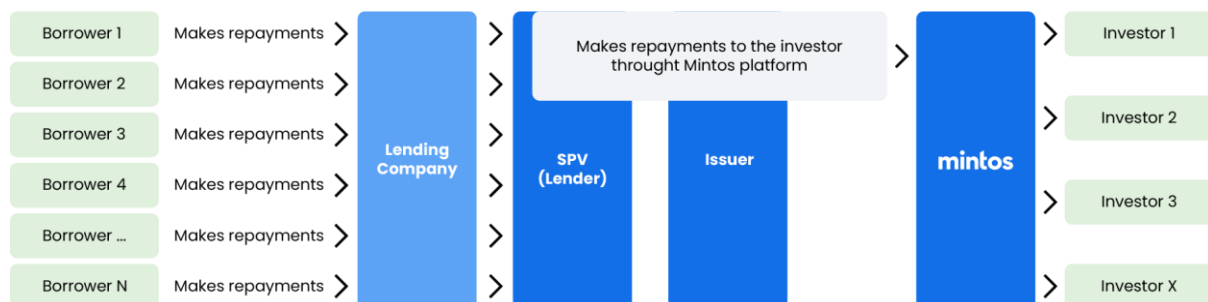 Borrower 1
Makes repayments
Borrower 2
Makes repayments
Borrower 3
Makes repayments
Borrower 4
Makes repayments
Borrower ...
Makes repayments
Borrower N
Makes repayments
Lending
Company
SPV
(Lender)
Makes repayments to the investor
throught Mintos platform
Issuer
mintos
Investor 1
Investor 2
Investor 3
Investor X